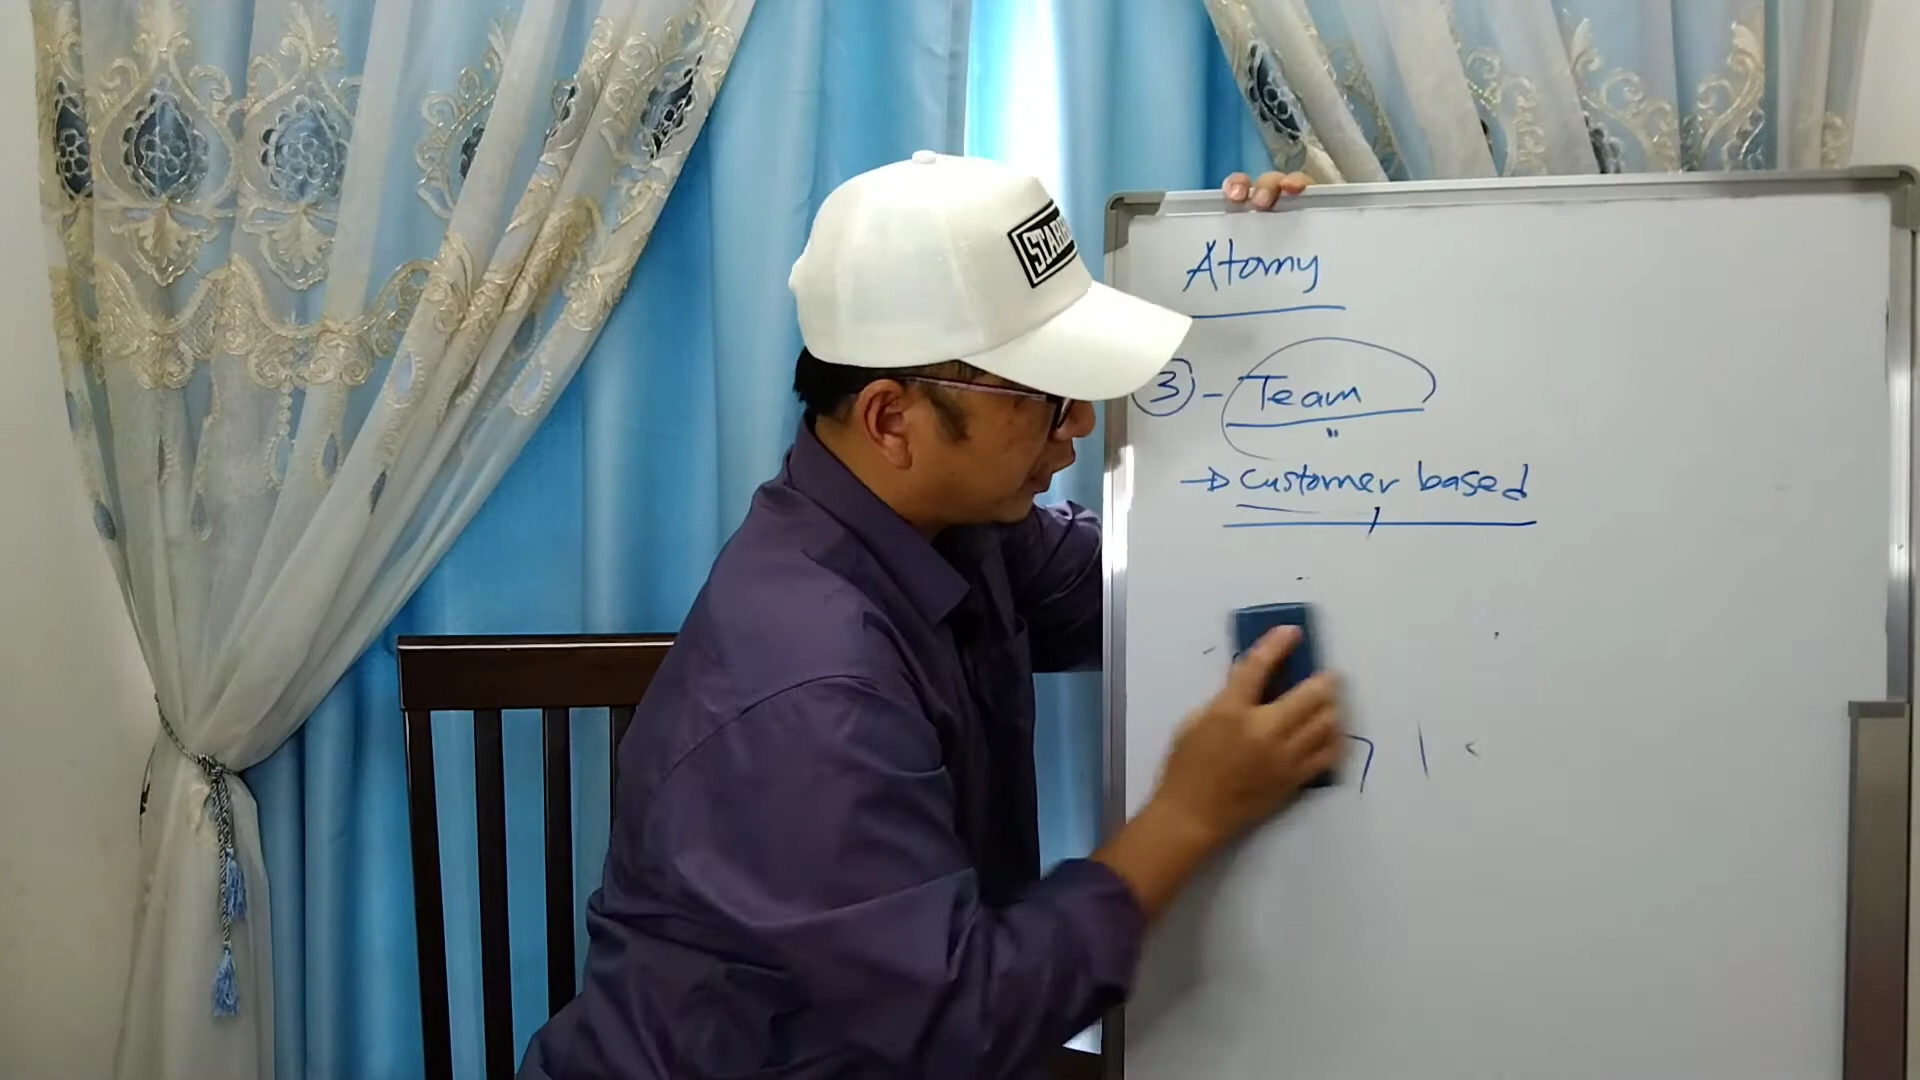 Atomy
3 - Team
→ Customer based